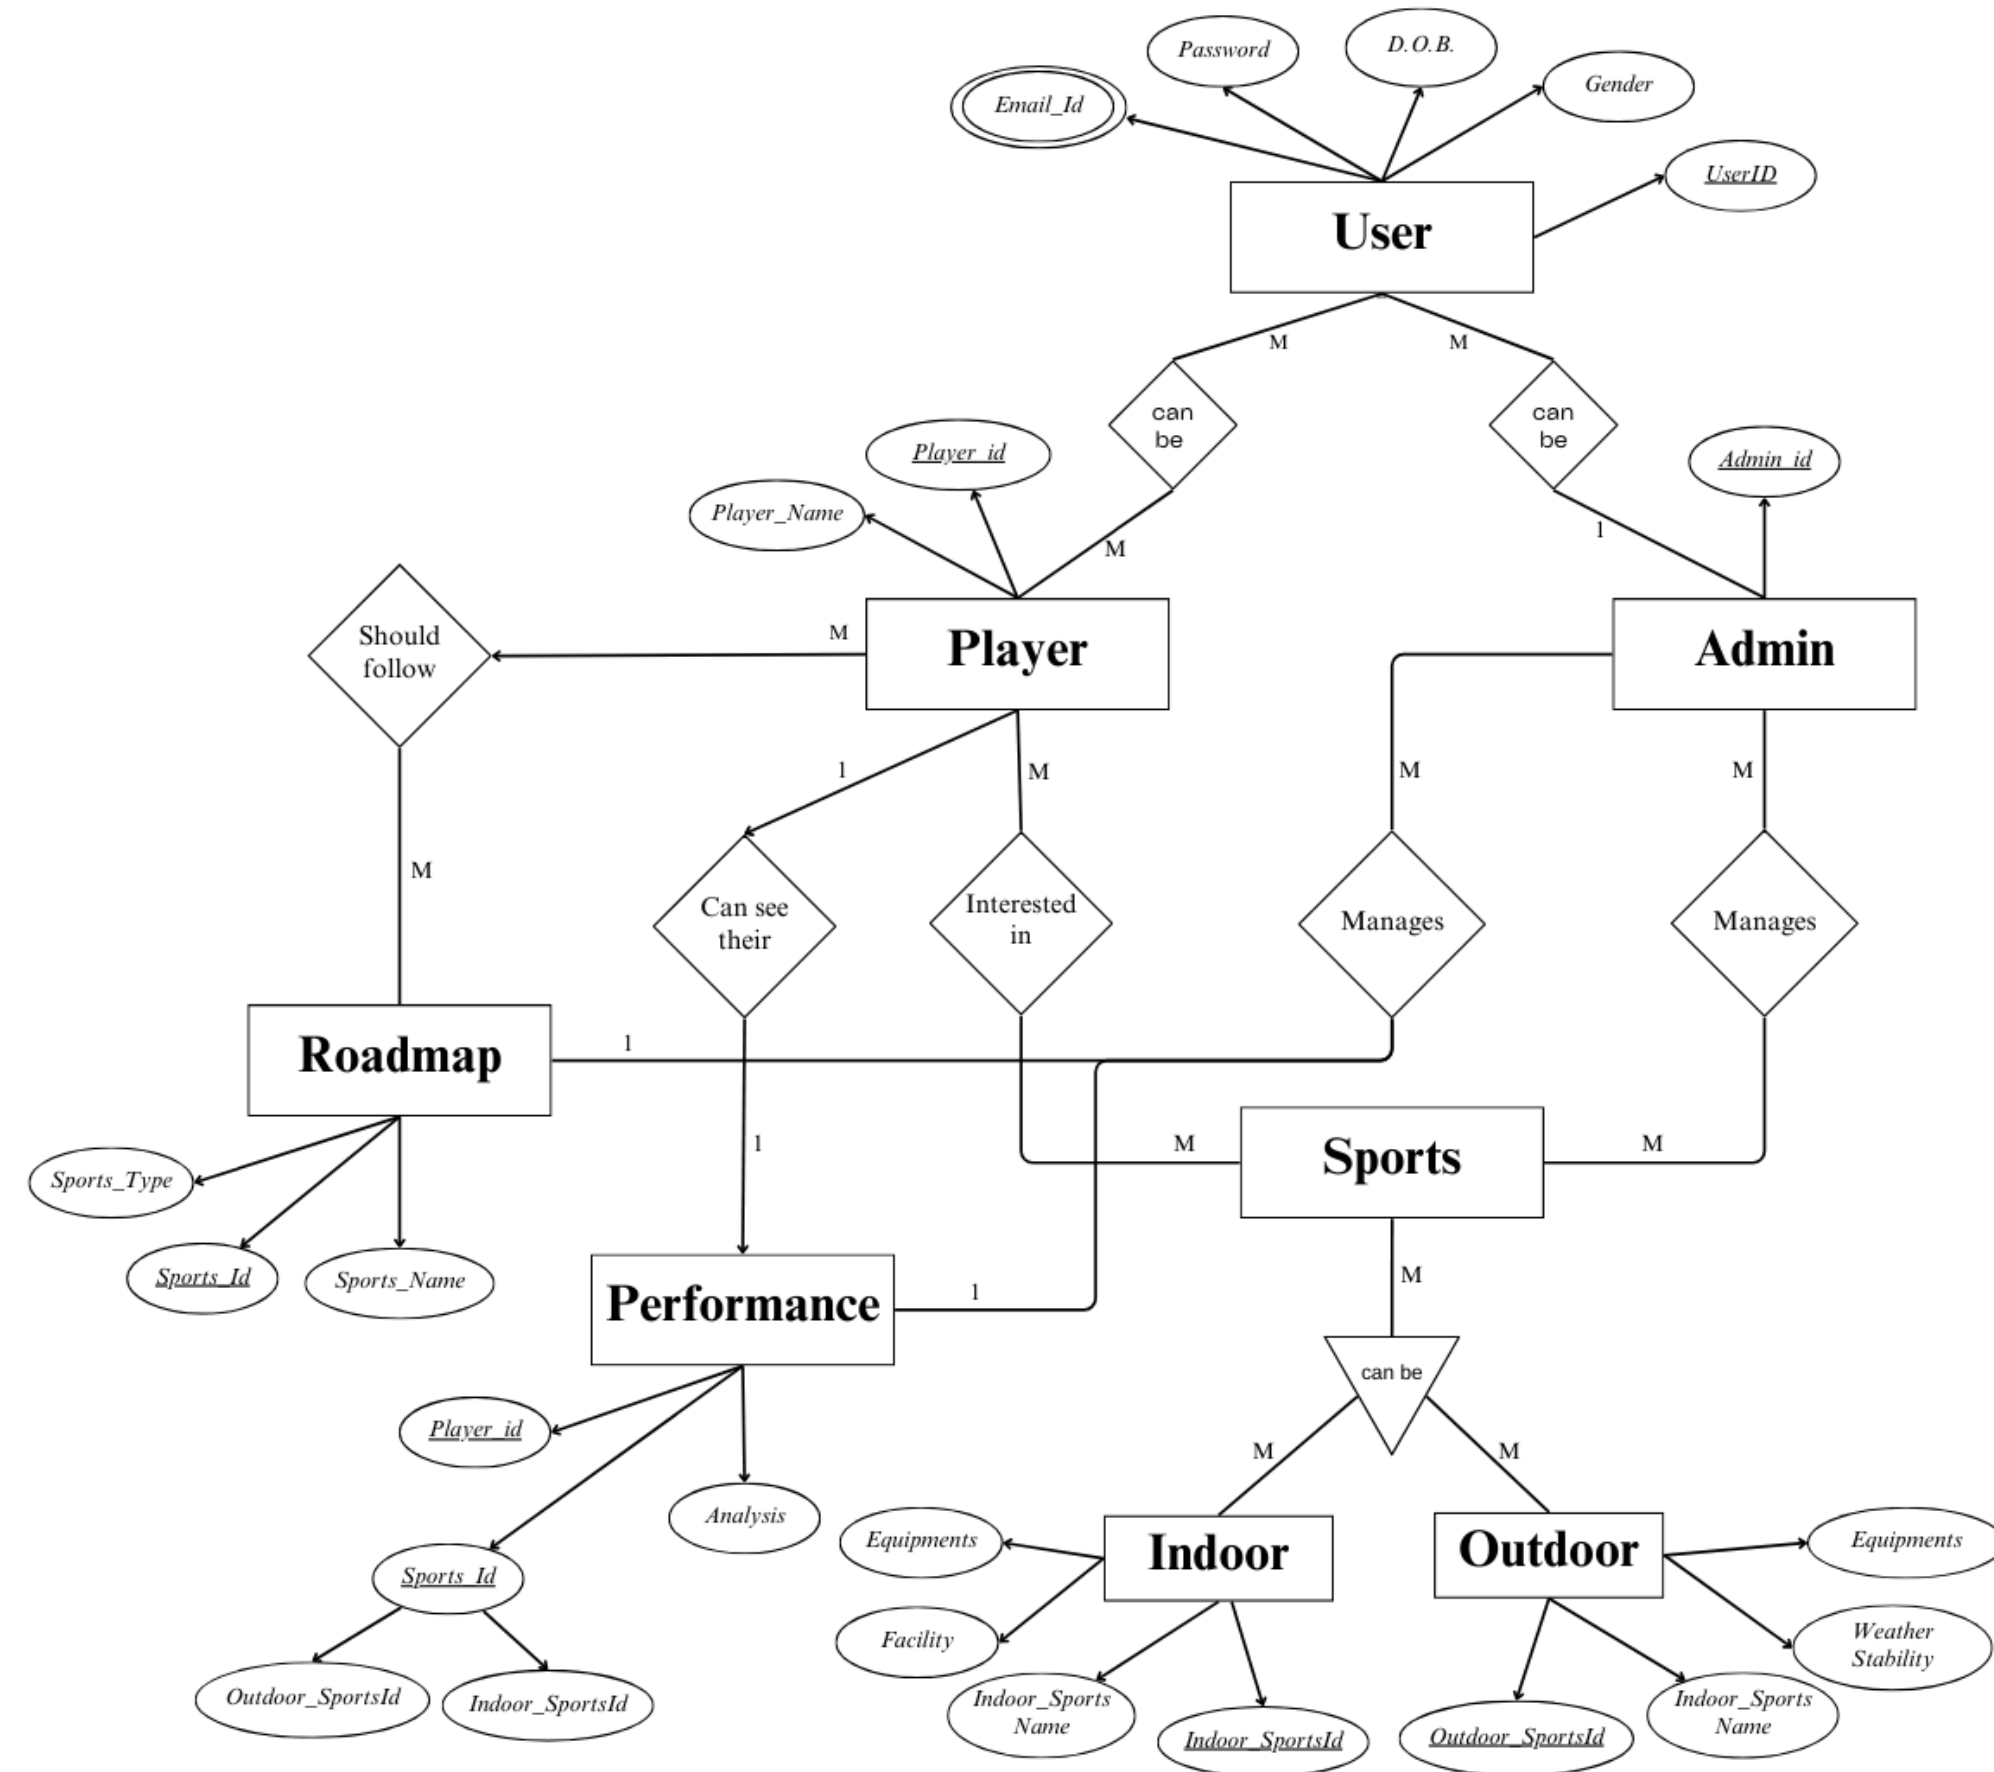 Password
D.O.B.
Email_Id
Gender
UserID
User
M
M
can
be
can
be
Player_id
Admin_id
Player_Name
M
1
Should
follow
M
Player
Admin
1
M
M
M
M
Can see
their
Interested
in
Manages
Manages
Roadmap
1
1
M
M
Sports
Sports_Type
Sports_Id
Sports_Name
M
Performance
1
can be
Player_id
M
M
Analysis
Equipments
Indoor
Outdoor
Equipments
Sports_Id
Facility
Weather
Stability
Outdoor_SportsId
Indoor_SportsId
Indoor_Sports
Name
Indoor_SportsId
Outdoor_SportsId
Indoor_Sports
Name